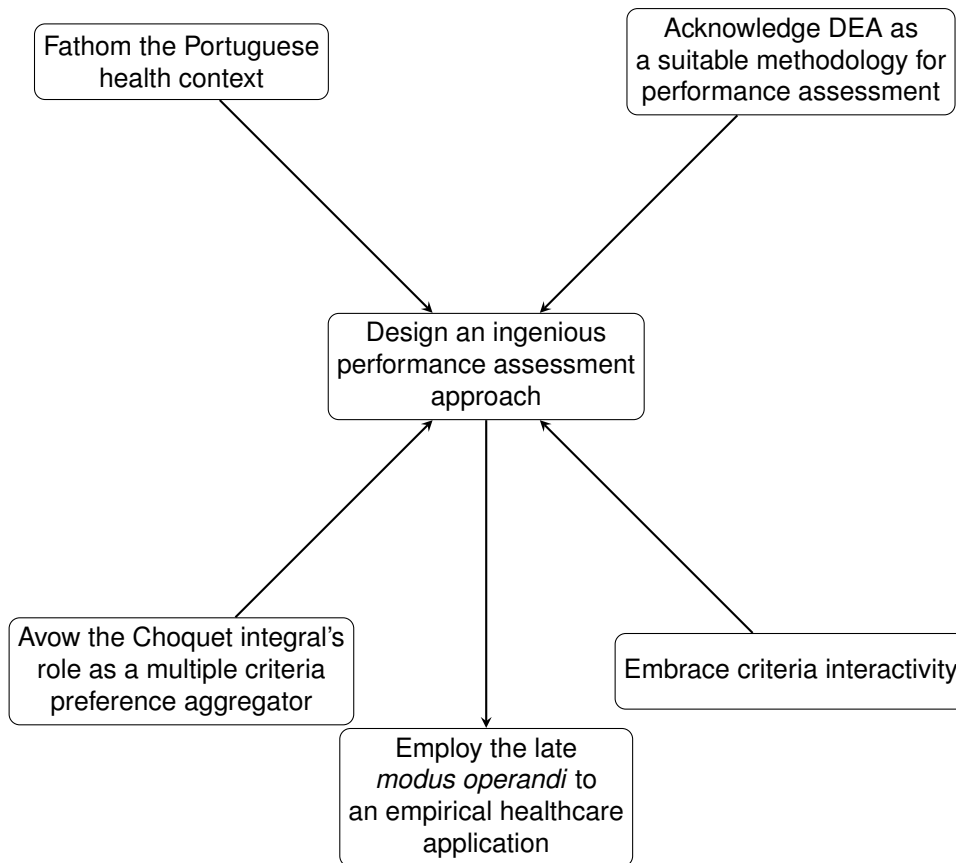 Fathom the Portuguese
health context
Acknowledge DEA as
a suitable methodology for
performance assessment
Design an ingenious
performance assessment
approach
Avow the Choquet integral's
role as a multiple criteria
preference aggregator
Embrace criteria interactivity
Employ the late
modus operandi to
an empirical healthcare
application